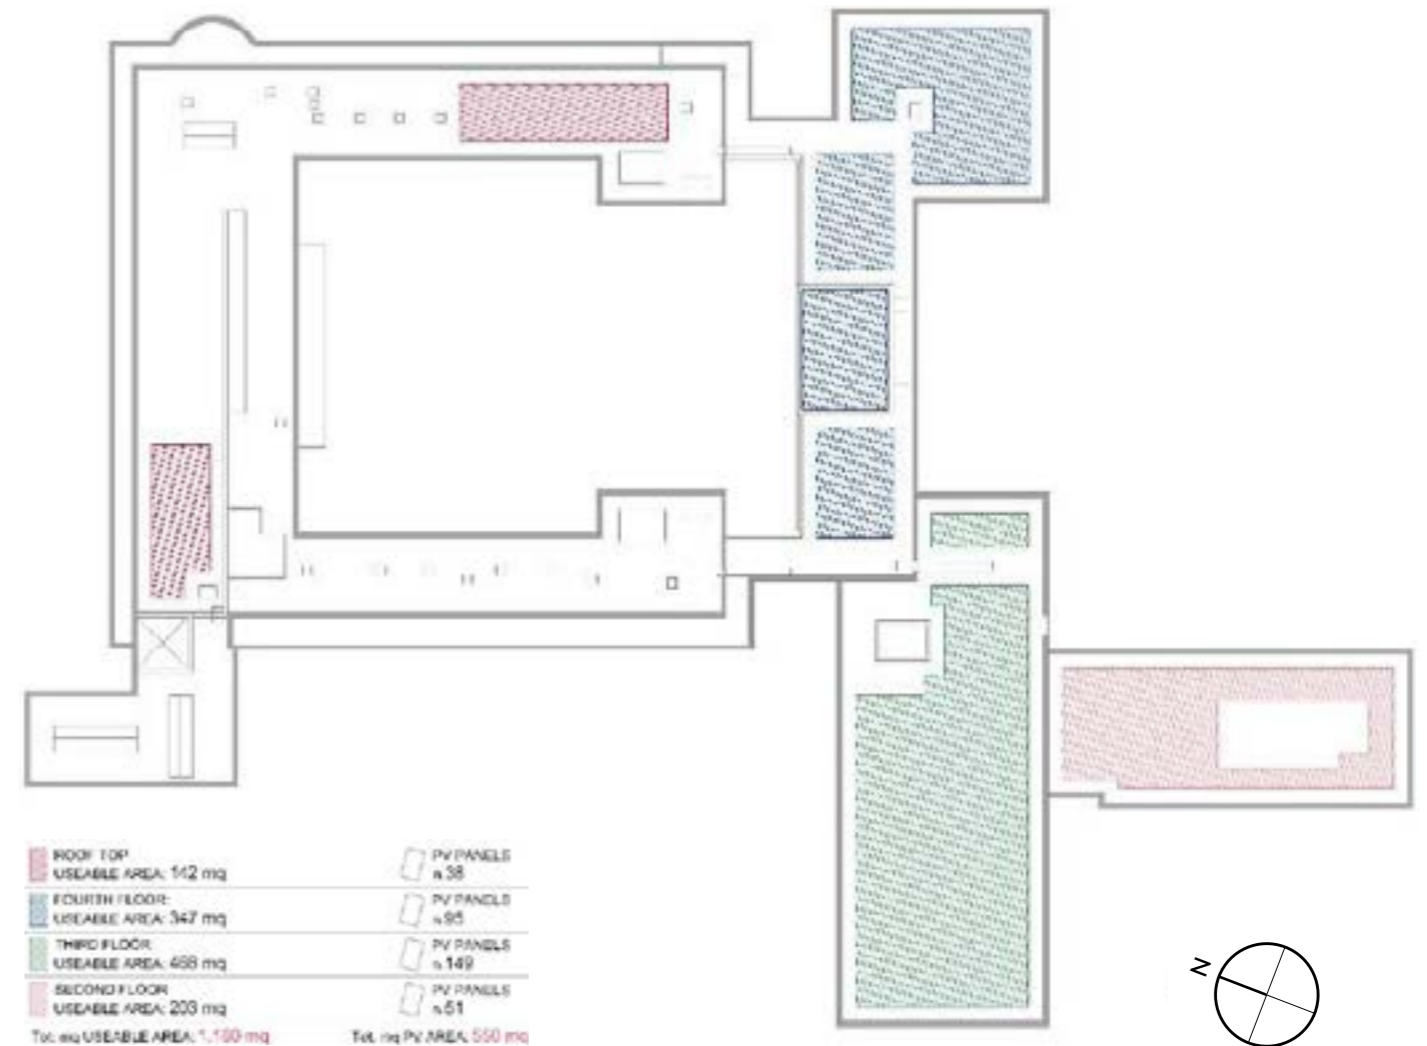 ROOF TOP
USEABLE AREA: 142 mq
PV PANELS
n.38
FOURTH FLOOR:
USEABLE AREA: 347 mq
PV PANELS
n.95
THIRD FLOOR
USEABLE AREA: 468 mq
PV PANELS
n.149
SECOND FLOOR
USEABLE AREA: 203 mq
PV PANELS
n.51
Tot. mq USEABLE AREA: 1.160 mq
Tot. mq PV AREA: 550 mq
N